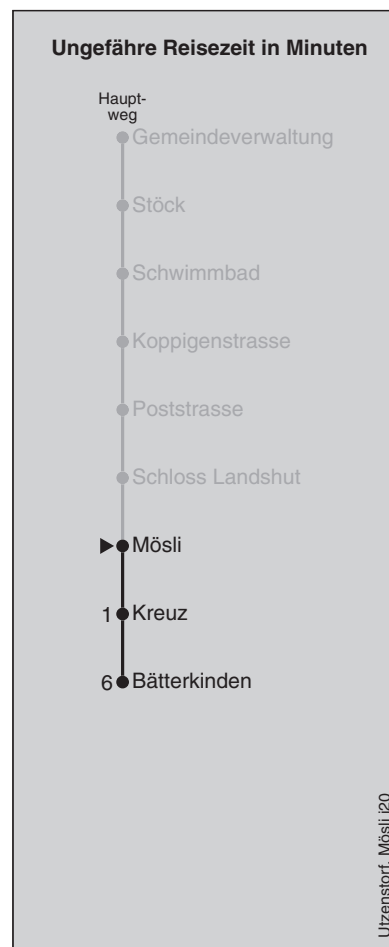 Ungefähre Reisezeit in Minuten
Haupt-
weg
Gemeindeverwaltung
Stöck
Schwimmbad
Koppigenstrasse
Poststrasse
Schloss Landshut
Mösli
1 Kreuz
6 Bätterkinden
Utzenstorf, Mösli j20